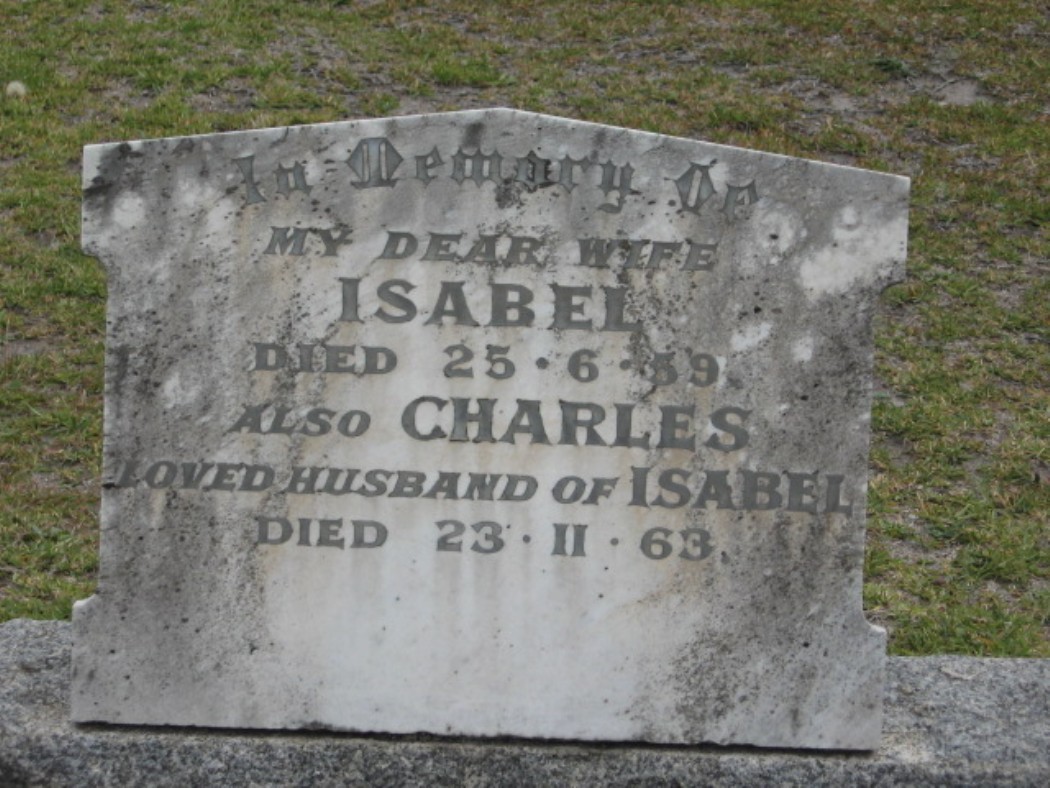 In Memory Of
MY DEAR WIFE
ISABEL
DIED 25·6·59.
ALSO CHARLES
LOVED HUSBAND OF ISABEL
DIED 23·11·63.